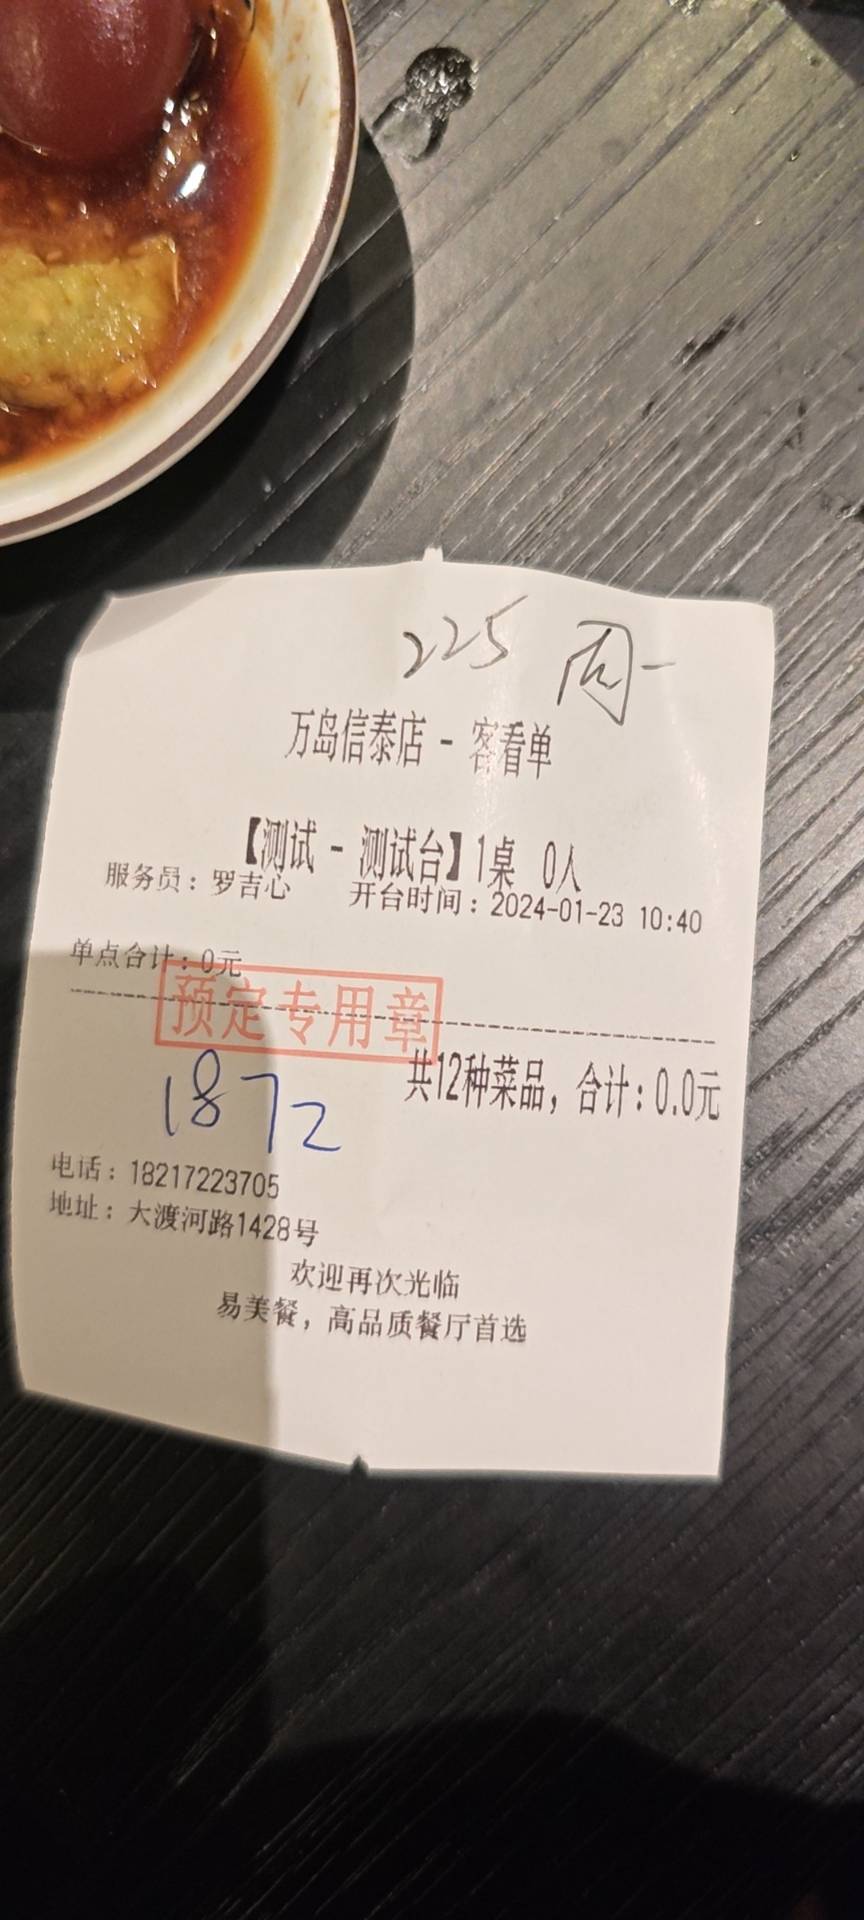 225 周一
万岛信泰店 - 客看单
【测试 - 测试台】1桌 0人
服务员：罗吉心 开台时间：2024-01-23 10:40
单点合计：0元
预定专用章
共12种菜品，合计：0.0元
1872
电话：18217223705
地址：大渡河路1428号
欢迎再次光临
易美餐，高品质餐厅首选